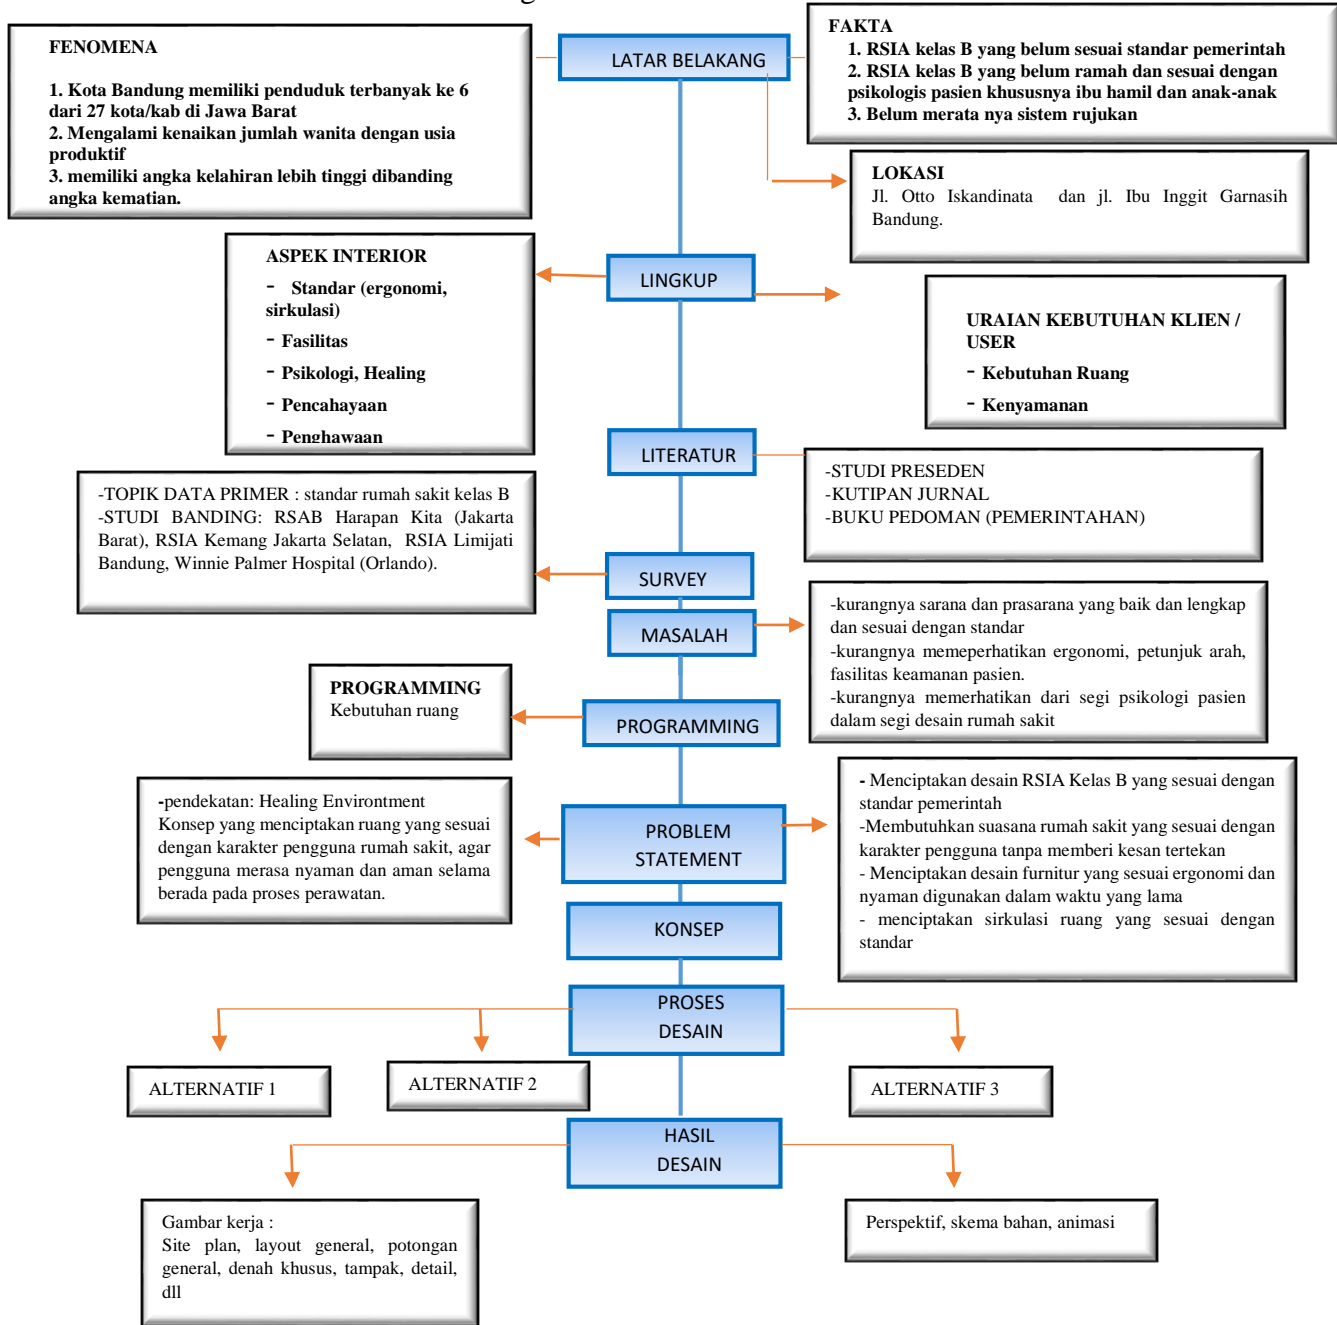 FENOMENA
1. Kota Bandung memiliki penduduk terbanyak ke 6
dari 27 kota/kab di Jawa Barat
2. Mengalami kenaikan jumlah wanita dengan usia
produktif
3. memiliki angka kelahiran lebih tinggi dibanding
angka kematian.
LATAR BELAKANG
FAKTA
1. RSIA kelas B yang belum sesuai standar pemerintah
2. RSIA kelas B yang belum ramah dan sesuai dengan
psikologis pasien khususnya ibu hamil dan anak-anak
3. Belum merata nya sistem rujukan
LOKASI
Jl. Otto Iskandinata dan jl. Ibu Inggit Garnasih
Bandung.
ASPEK INTERIOR
- Standar (ergonomi,
sirkulasi)
- Fasilitas
- Psikologi, Healing
- Pencahayaan
- Penghawaan
LINGKUP
URAIAN KEBUTUHAN KLIEN /
USER
- Kebutuhan Ruang
- Kenyamanan
LITERATUR
-STUDI PRESEDEN
-KUTIPAN JURNAL
-BUKU PEDOMAN (PEMERINTAHAN)
-TOPIK DATA PRIMER : standar rumah sakit kelas B
-STUDI BANDING: RSAB Harapan Kita (Jakarta
Barat), RSIA Kemang Jakarta Selatan, RSIA Limijati
Bandung, Winnie Palmer Hospital (Orlando).
SURVEY
MASALAH
-kurangnya sarana dan prasarana yang baik dan lengkap
dan sesuai dengan standar
-kurangnya memeperhatikan ergonomi, petunjuk arah,
fasilitas keamanan pasien.
-kurangnya memerhatikan dari segi psikologi pasien
dalam segi desain rumah sakit
PROGRAMMING
Kebutuhan ruang
PROGRAMMING
-pendekatan: Healing Environtment
Konsep yang menciptakan ruang yang sesuai
dengan karakter pengguna rumah sakit, agar
pengguna merasa nyaman dan aman selama
berada pada proses perawatan.
PROBLEM
STATEMENT
- Menciptakan desain RSIA Kelas B yang sesuai dengan
standar pemerintah
-Membutuhkan suasana rumah sakit yang sesuai dengan
karakter pengguna tanpa memberi kesan tertekan
- Menciptakan desain furnitur yang sesuai ergonomi dan
nyaman digunakan dalam waktu yang lama
- menciptakan sirkulasi ruang yang sesuai dengan
standar
KONSEP
PROSES
DESAIN
ALTERNATIF 1
ALTERNATIF 2
ALTERNATIF 3
HASIL
DESAIN
Gambar kerja :
Site plan, layout general, potongan
general, denah khusus, tampak, detail,
dll
Perspektif, skema bahan, animasi